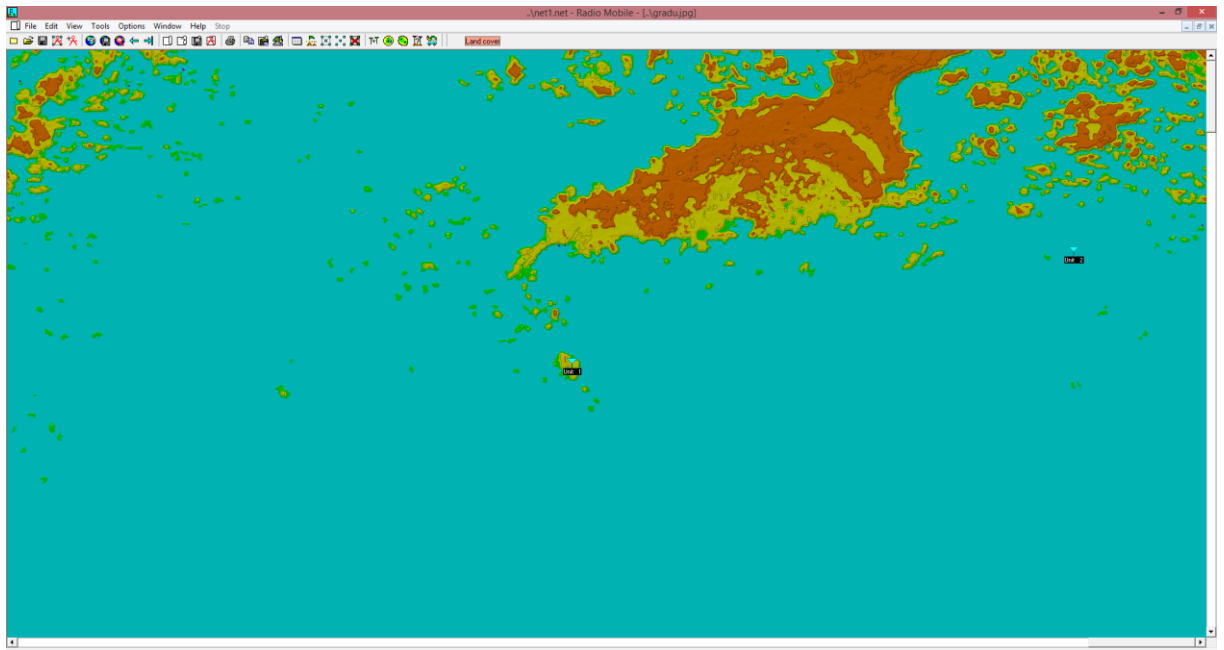 ..\net1.net - Radio Mobile - [..\gradu.jpg]
File Edit View Tools Options Window Help Stop
Land cover
Unit 2
Unit 1